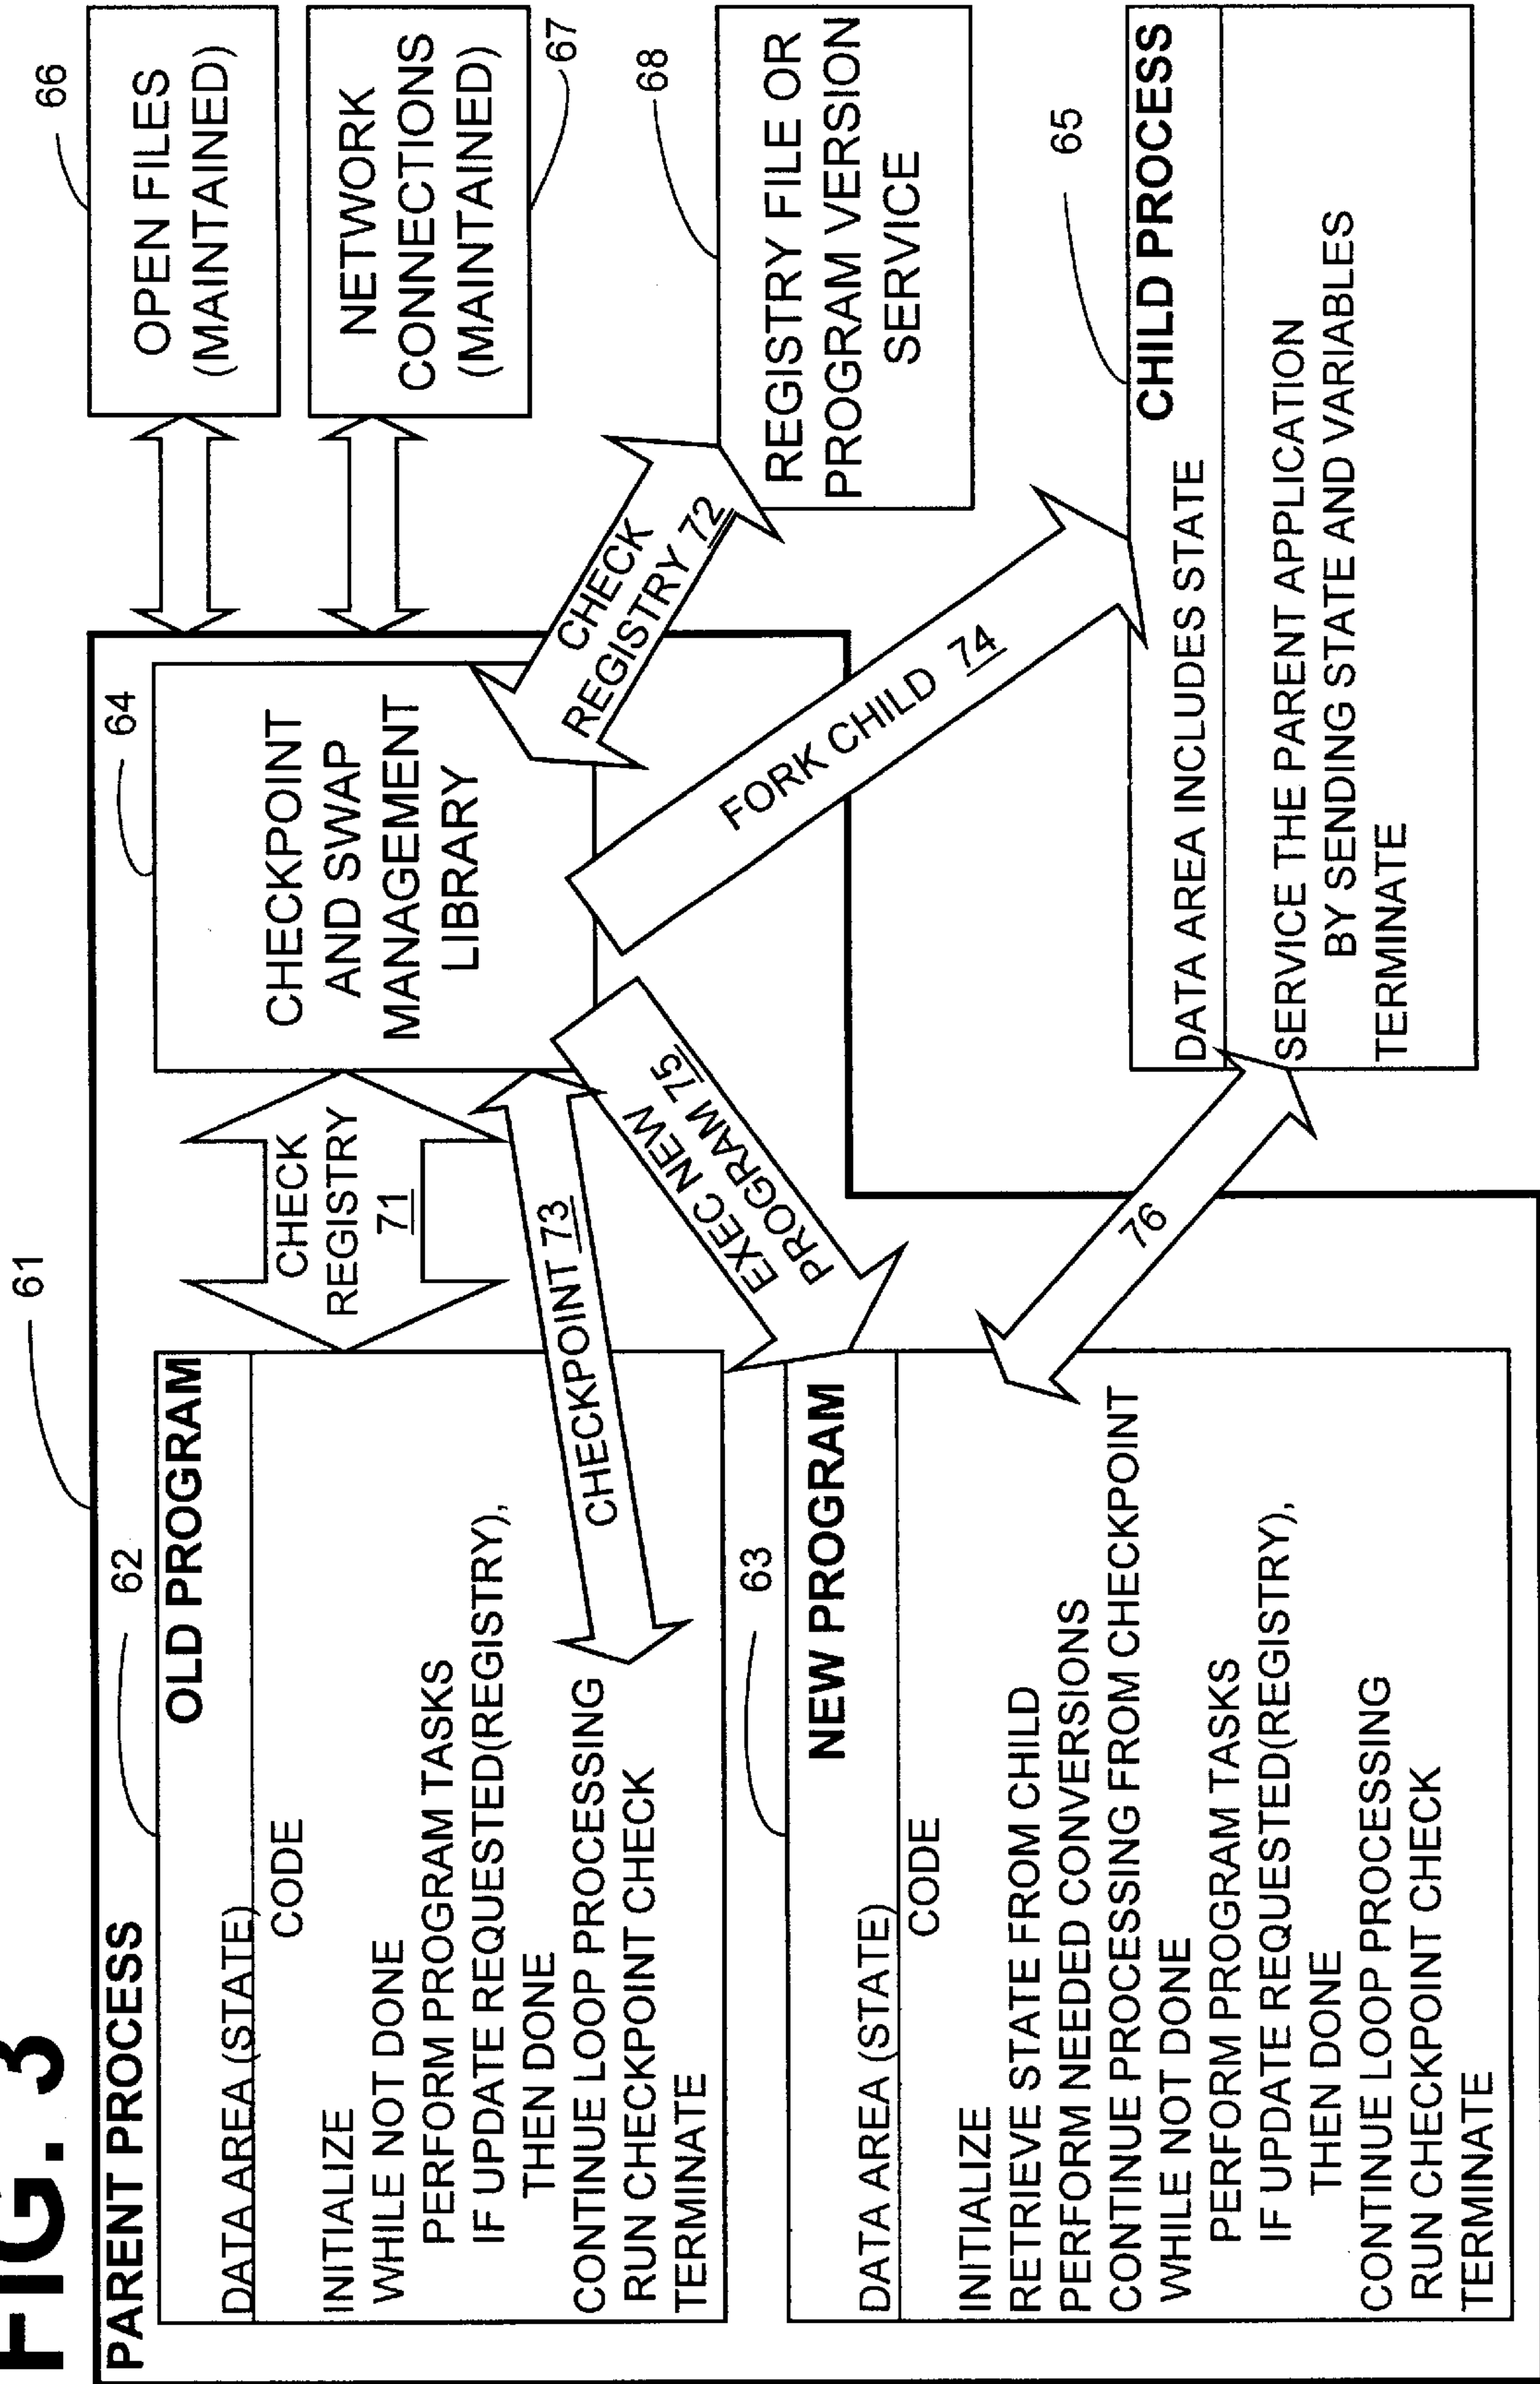 FIG. 3
61
PARENT PROCESS
62
OLD PROGRAM
DATA AREA (STATE)
CODE
INITIALIZE
WHILE NOT DONE
PERFORM PROGRAM TASKS
IF UPDATE REQUESTED(REGISTRY),
THEN DONE
CONTINUE LOOP PROCESSING
RUN CHECKPOINT CHECK
TERMINATE
63
NEW PROGRAM
DATA AREA (STATE)
CODE
INITIALIZE
RETRIEVE STATE FROM CHILD
PERFORM NEEDED CONVERSIONS
CONTINUE PROCESSING FROM CHECKPOINT
WHILE NOT DONE
PERFORM PROGRAM TASKS
IF UPDATE REQUESTED(REGISTRY),
THEN DONE
CONTINUE LOOP PROCESSING
RUN CHECKPOINT CHECK
TERMINATE
CHECK
REGISTRY
71
CHECKPOINT 73
EXEC NEW
PROGRAM 75
76
64
CHECKPOINT
AND SWAP
MANAGEMENT
LIBRARY
CHECK
REGISTRY 72
FORK CHILD 74
66
OPEN FILES
(MAINTAINED)
NETWORK
CONNECTIONS
(MAINTAINED)
67
68
REGISTRY FILE OR
PROGRAM VERSION
SERVICE
65
CHILD PROCESS
DATA AREA INCLUDES STATE
SERVICE THE PARENT APPLICATION
BY SENDING STATE AND VARIABLES
TERMINATE